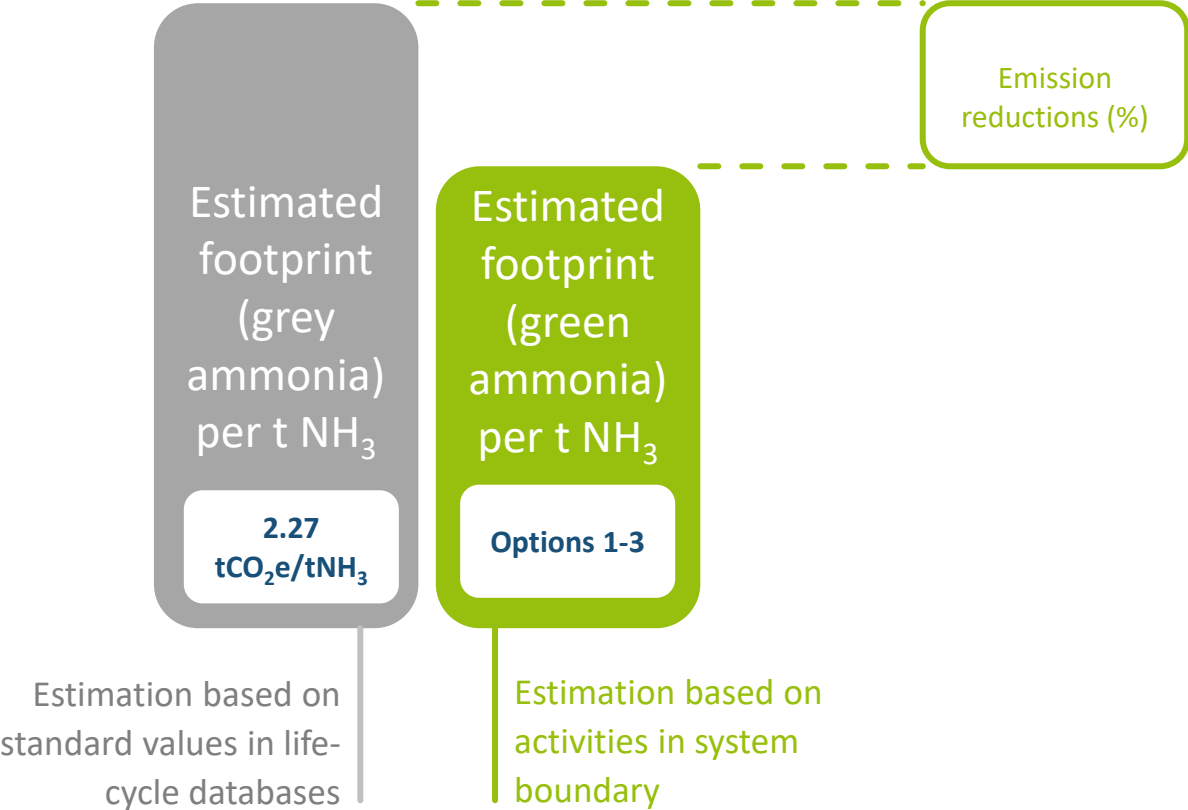 Emission
reductions (%)
Estimated
footprint
(grey
ammonia)
per t NH₃
2.27
tCO₂e/tNH₃
Estimated
footprint
(green
ammonia)
per t NH₃
Options 1-3
Estimation based on
standard values in life-
cycle databases
Estimation based on
activities in system
boundary